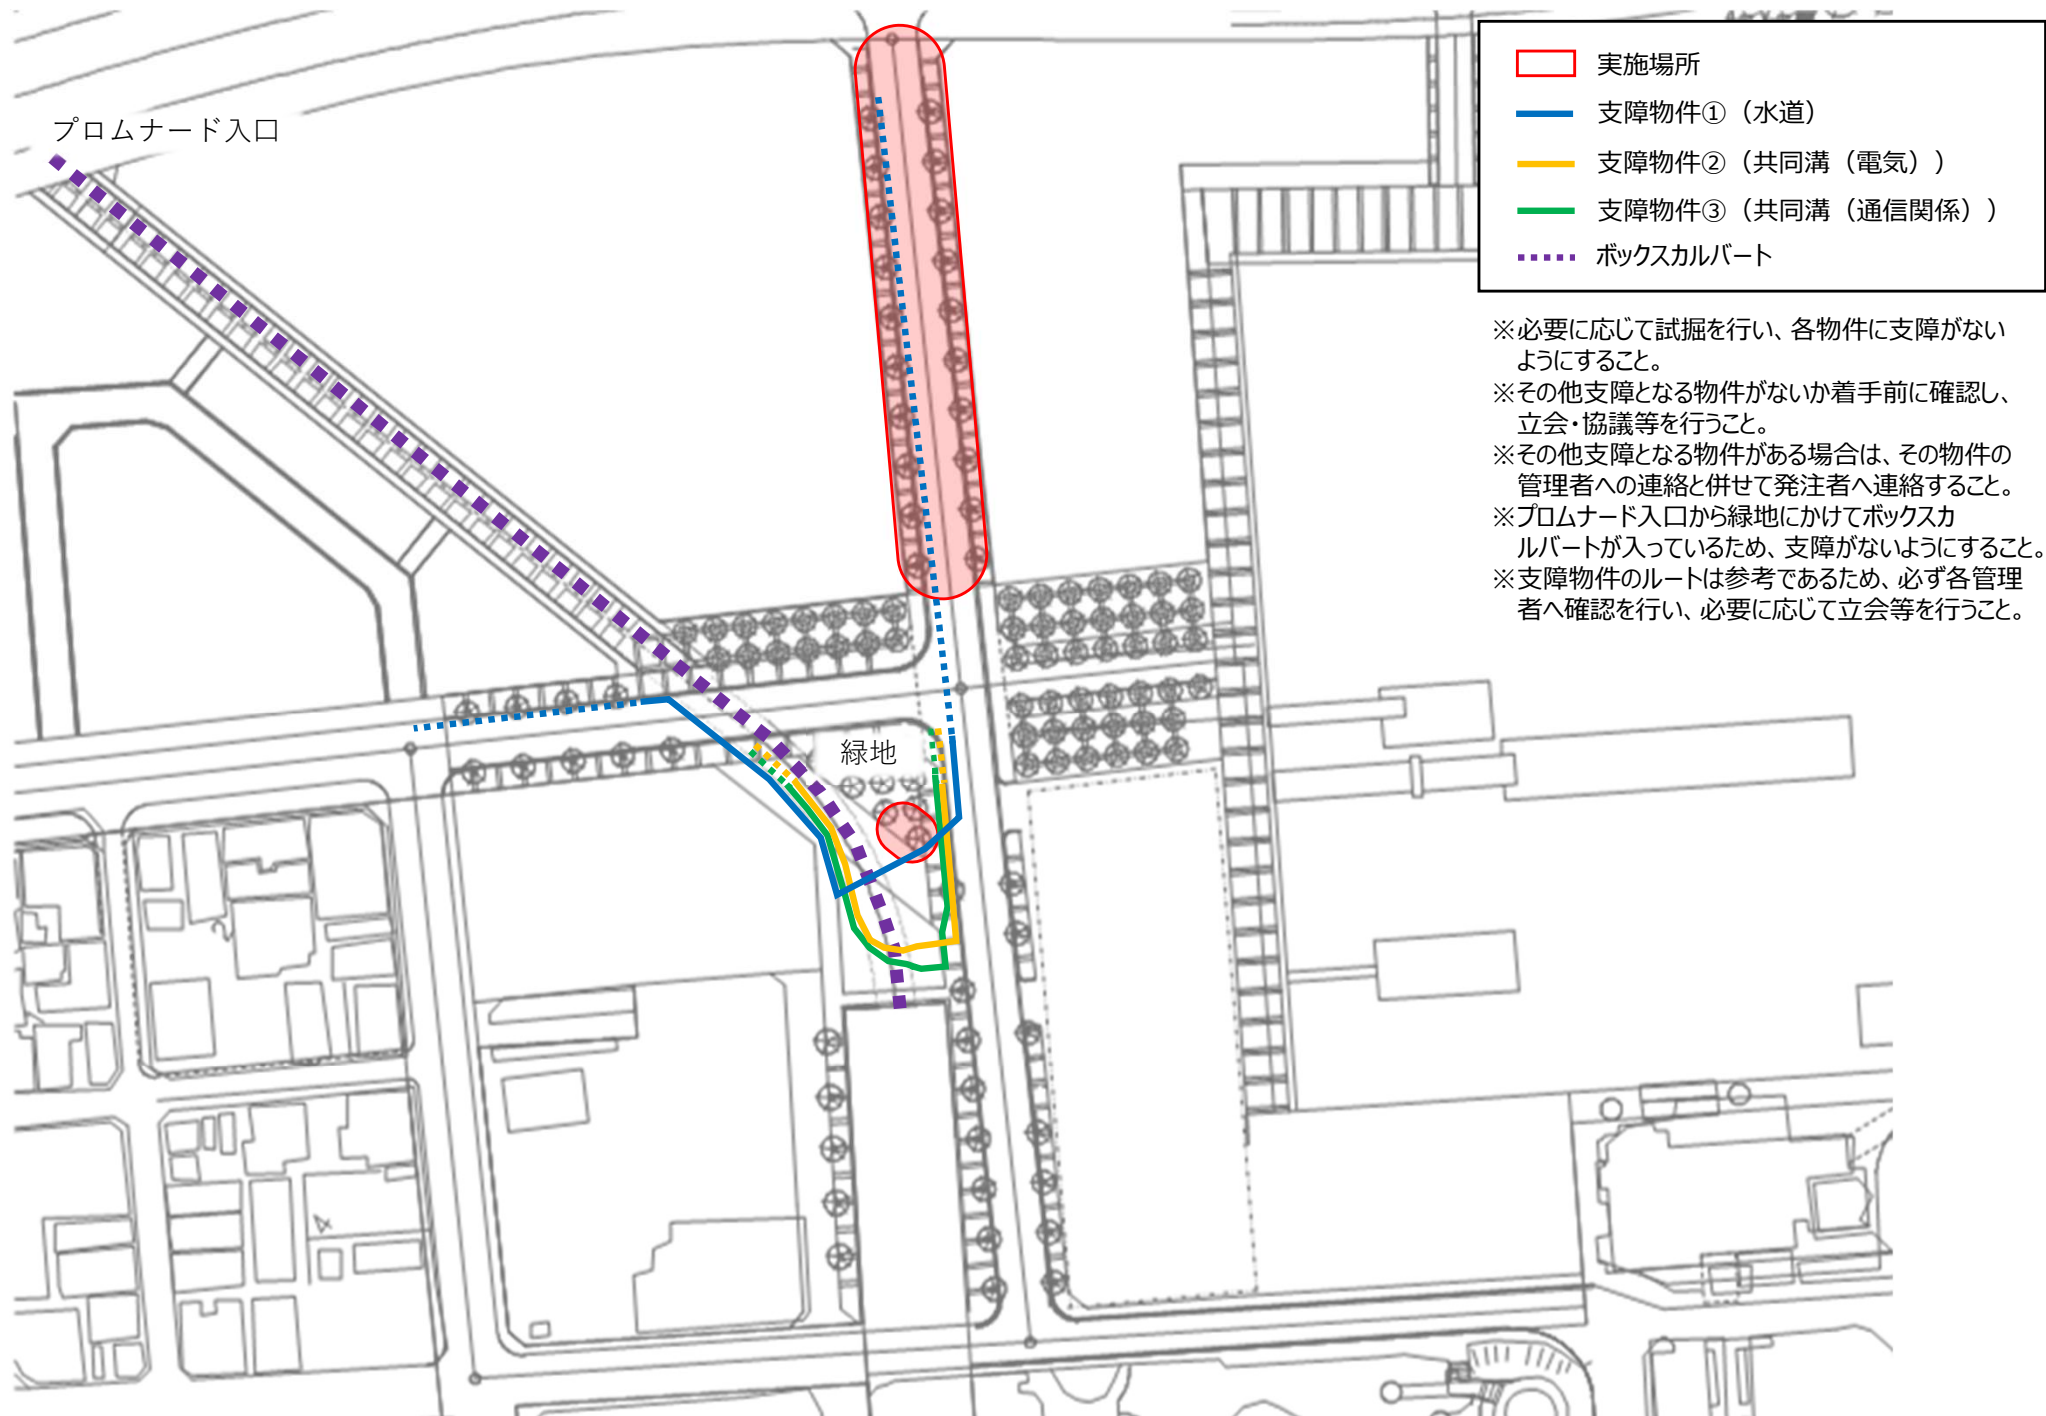 プロムナード入口
実施場所
支障物件①（水道）
支障物件②（共同溝（電気））
支障物件③（共同溝（通信関係））
ボックスカルバート
※必要に応じて試掘を行い、各物件に支障がない
ようにすること。
※その他支障となる物件がないか着手前に確認し、
立会・協議等を行うこと。
※その他支障となる物件がある場合は、その物件の
管理者への連絡と併せて発注者へ連絡すること。
※プロムナード入口から緑地にかけてボックスカ
ルバートが入っているため、支障がないようにすること。
※支障物件のルートは参考であるため、必ず各管理
者へ確認を行い、必要に応じて立会等を行うこと。
緑地